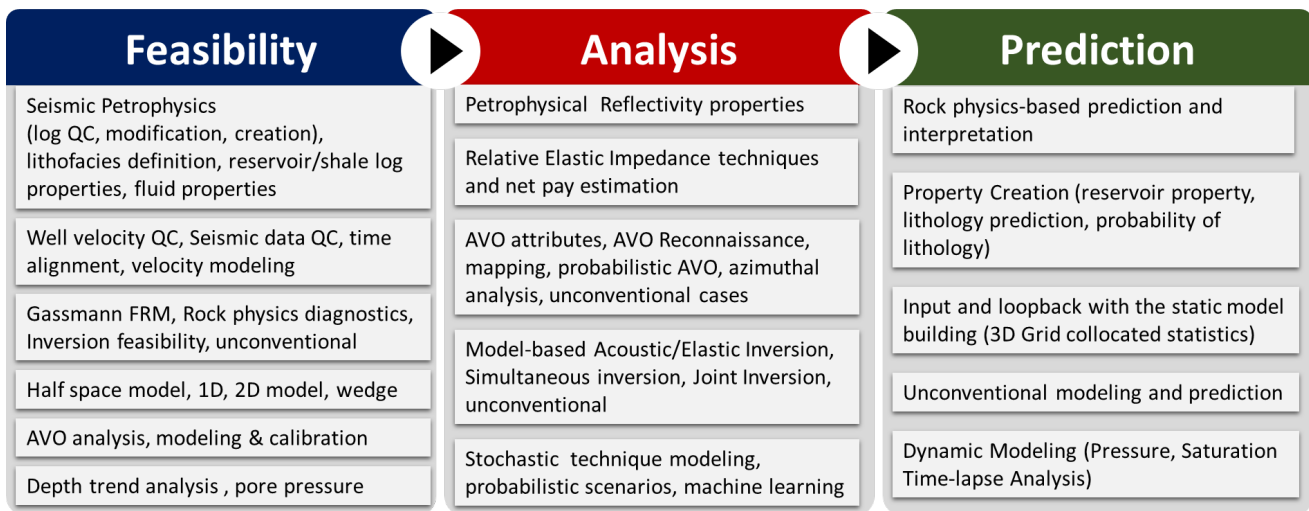 Feasibility
Seismic Petrophysics
(log QC, modification, creation),
lithofacies definition, reservoir/shale log
properties, fluid properties
Well velocity QC, Seismic data QC, time
alignment, velocity modeling
Gassmann FRM, Rock physics diagnostics,
Inversion feasibility, unconventional
Half space model, 1D, 2D model, wedge
AVO analysis, modeling & calibration
Depth trend analysis , pore pressure
Analysis
Petrophysical Reflectivity properties
Relative Elastic Impedance techniques
and net pay estimation
AVO attributes, AVO Reconnaissance,
mapping, probabilistic AVO, azimuthal
analysis, unconventional cases
Model-based Acoustic/Elastic Inversion,
Simultaneous inversion, Joint Inversion,
unconventional
Stochastic technique modeling,
probabilistic scenarios, machine learning
Prediction
Rock physics-based prediction and
interpretation
Property Creation (reservoir property,
lithology prediction, probability of
lithology)
Input and loopback with the static model
building (3D Grid collocated statistics)
Unconventional modeling and prediction
Dynamic Modeling (Pressure, Saturation
Time-lapse Analysis)